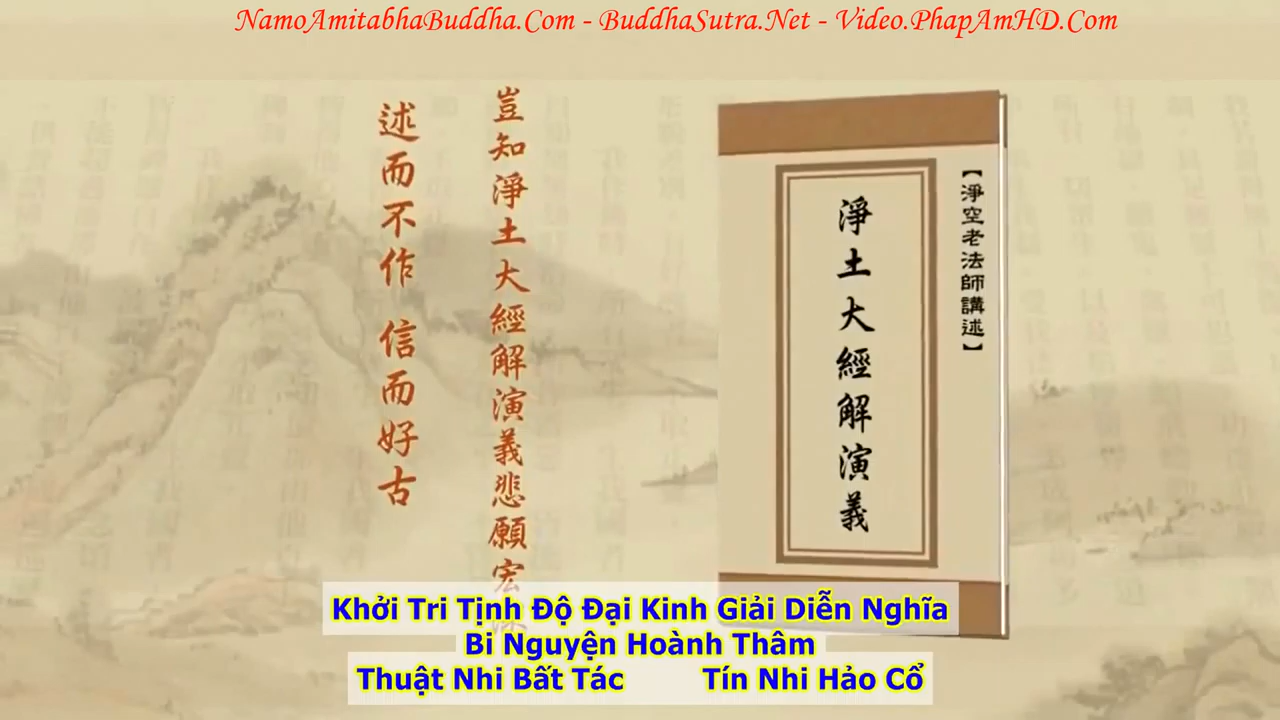 NamoAmitabhaBuddha.Com - BuddhaSutra.Net - Video.PhapAmHD.Com
豈知淨土大經解演義悲願宏
述而不作 信而好古
【淨空老法師講述】
淨土大經解演義
Khởi Tri Tịnh Độ Đại Kinh Giải Diễn Nghĩa
Bi Nguyện Hoành Thâm
Thuật Nhi Bất Tác Tín Nhi Hảo Cổ